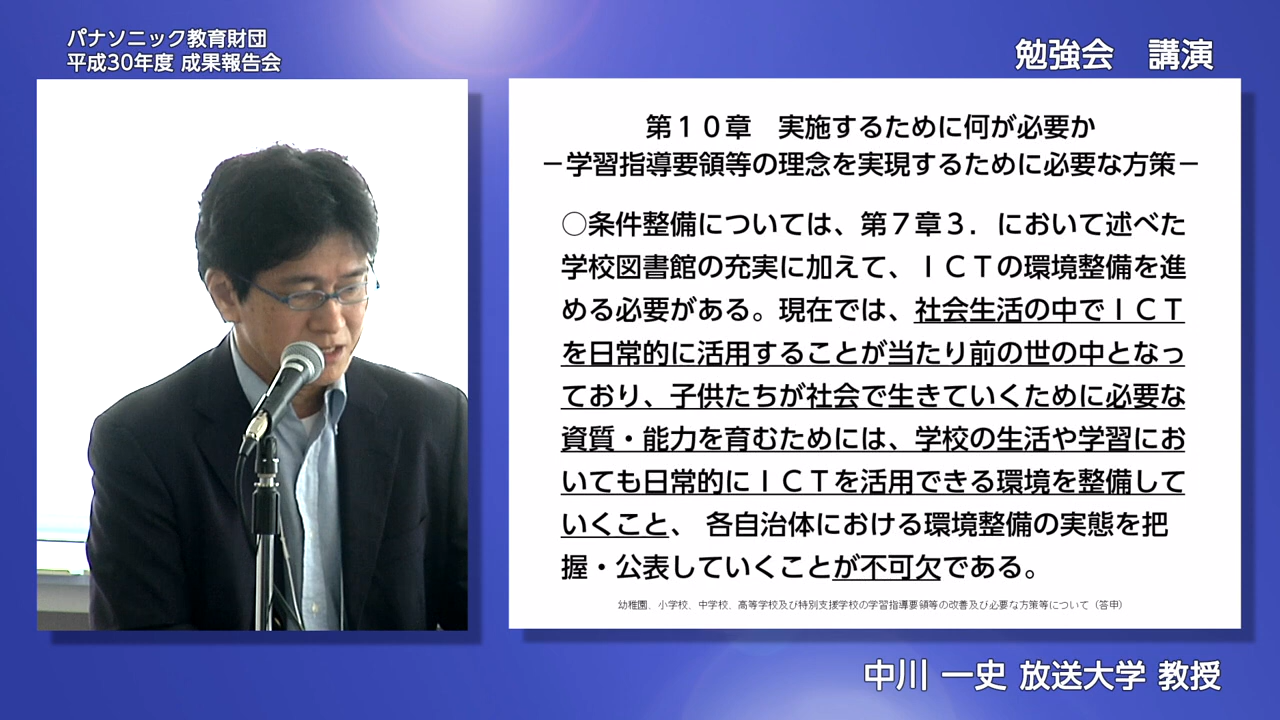 パナソニック教育財団
平成30年度 成果報告会
勉強会　講演
第１０章　実施するために何が必要か
－学習指導要領等の理念を実現するために必要な方策－
○条件整備については、第７章３．において述べた
学校図書館の充実に加えて、ＩＣＴの環境整備を進
める必要がある。現在では、社会生活の中でＩＣＴ
を日常的に活用することが当たり前の世の中となっ
ており、子供たちが社会で生きていくために必要な
資質・能力を育むためには、学校の生活や学習にお
いても日常的にＩＣＴを活用できる環境を整備して
いくこと、 各自治体における環境整備の実態を把
握・公表していくことが不可欠である。
幼稚園、小学校、中学校、高等学校及び特別支援学校の学習指導要領等の改善及び必要な方策等について（答申）
中川 一史 放送大学 教授